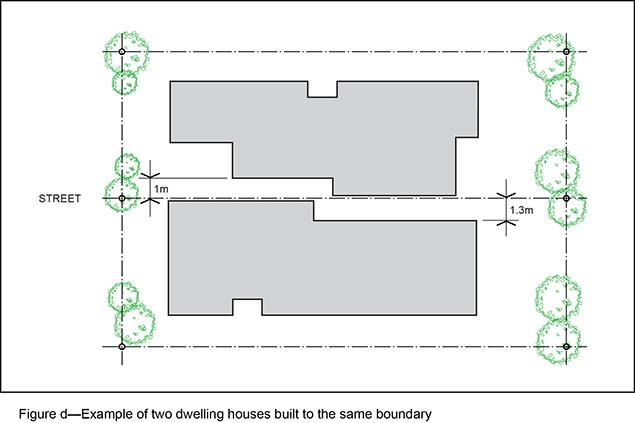 1m
STREET
1.3m
Figure d—Example of two dwelling houses built to the same boundary